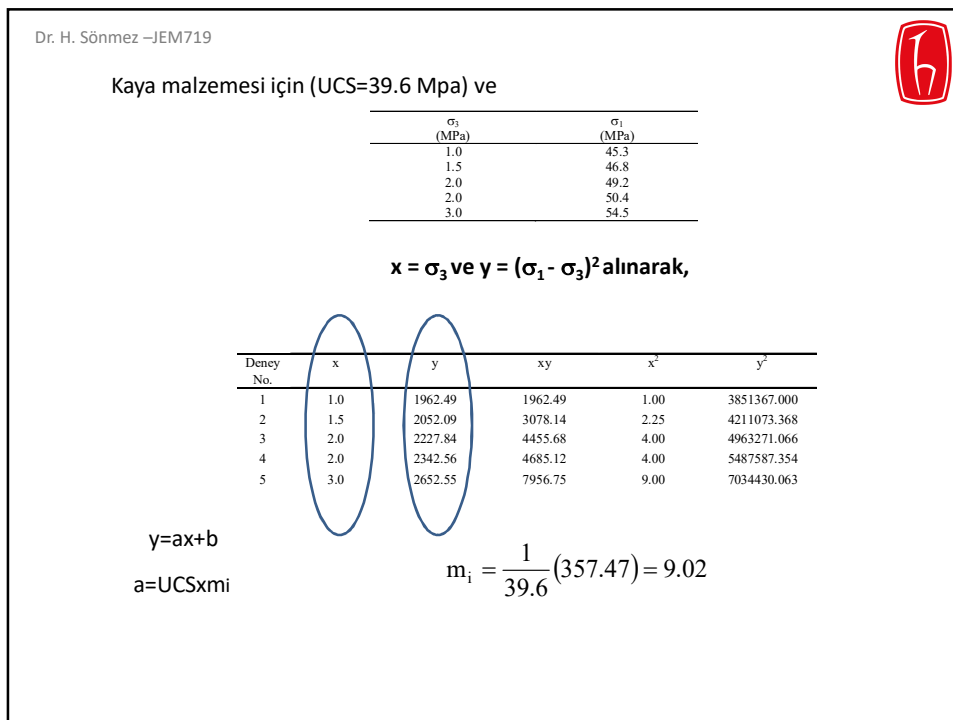 Dr. H. Sönmez –JEM719
Kaya malzemesi için (UCS=39.6 Mpa) ve
σ3 σ1
(MPa) (MPa)
1.0 45.3
1.5 46.8
2.0 49.2
2.0 50.4
3.0 54.5
x = σ3 ve y = (σ1 - σ3)² alınarak,
Deney x y xy x² y²
No.
1 1.0 1962.49 1962.49 1.00 3851367.000
2 1.5 2052.09 3078.14 2.25 4211073.368
3 2.0 2227.84 4455.68 4.00 4963271.066
4 2.0 2342.56 4685.12 4.00 5487587.354
5 3.0 2652.55 7956.75 9.00 7034430.063
y=ax+b
a=UCSxmi
mi = 1/39.6 (357.47) = 9.02